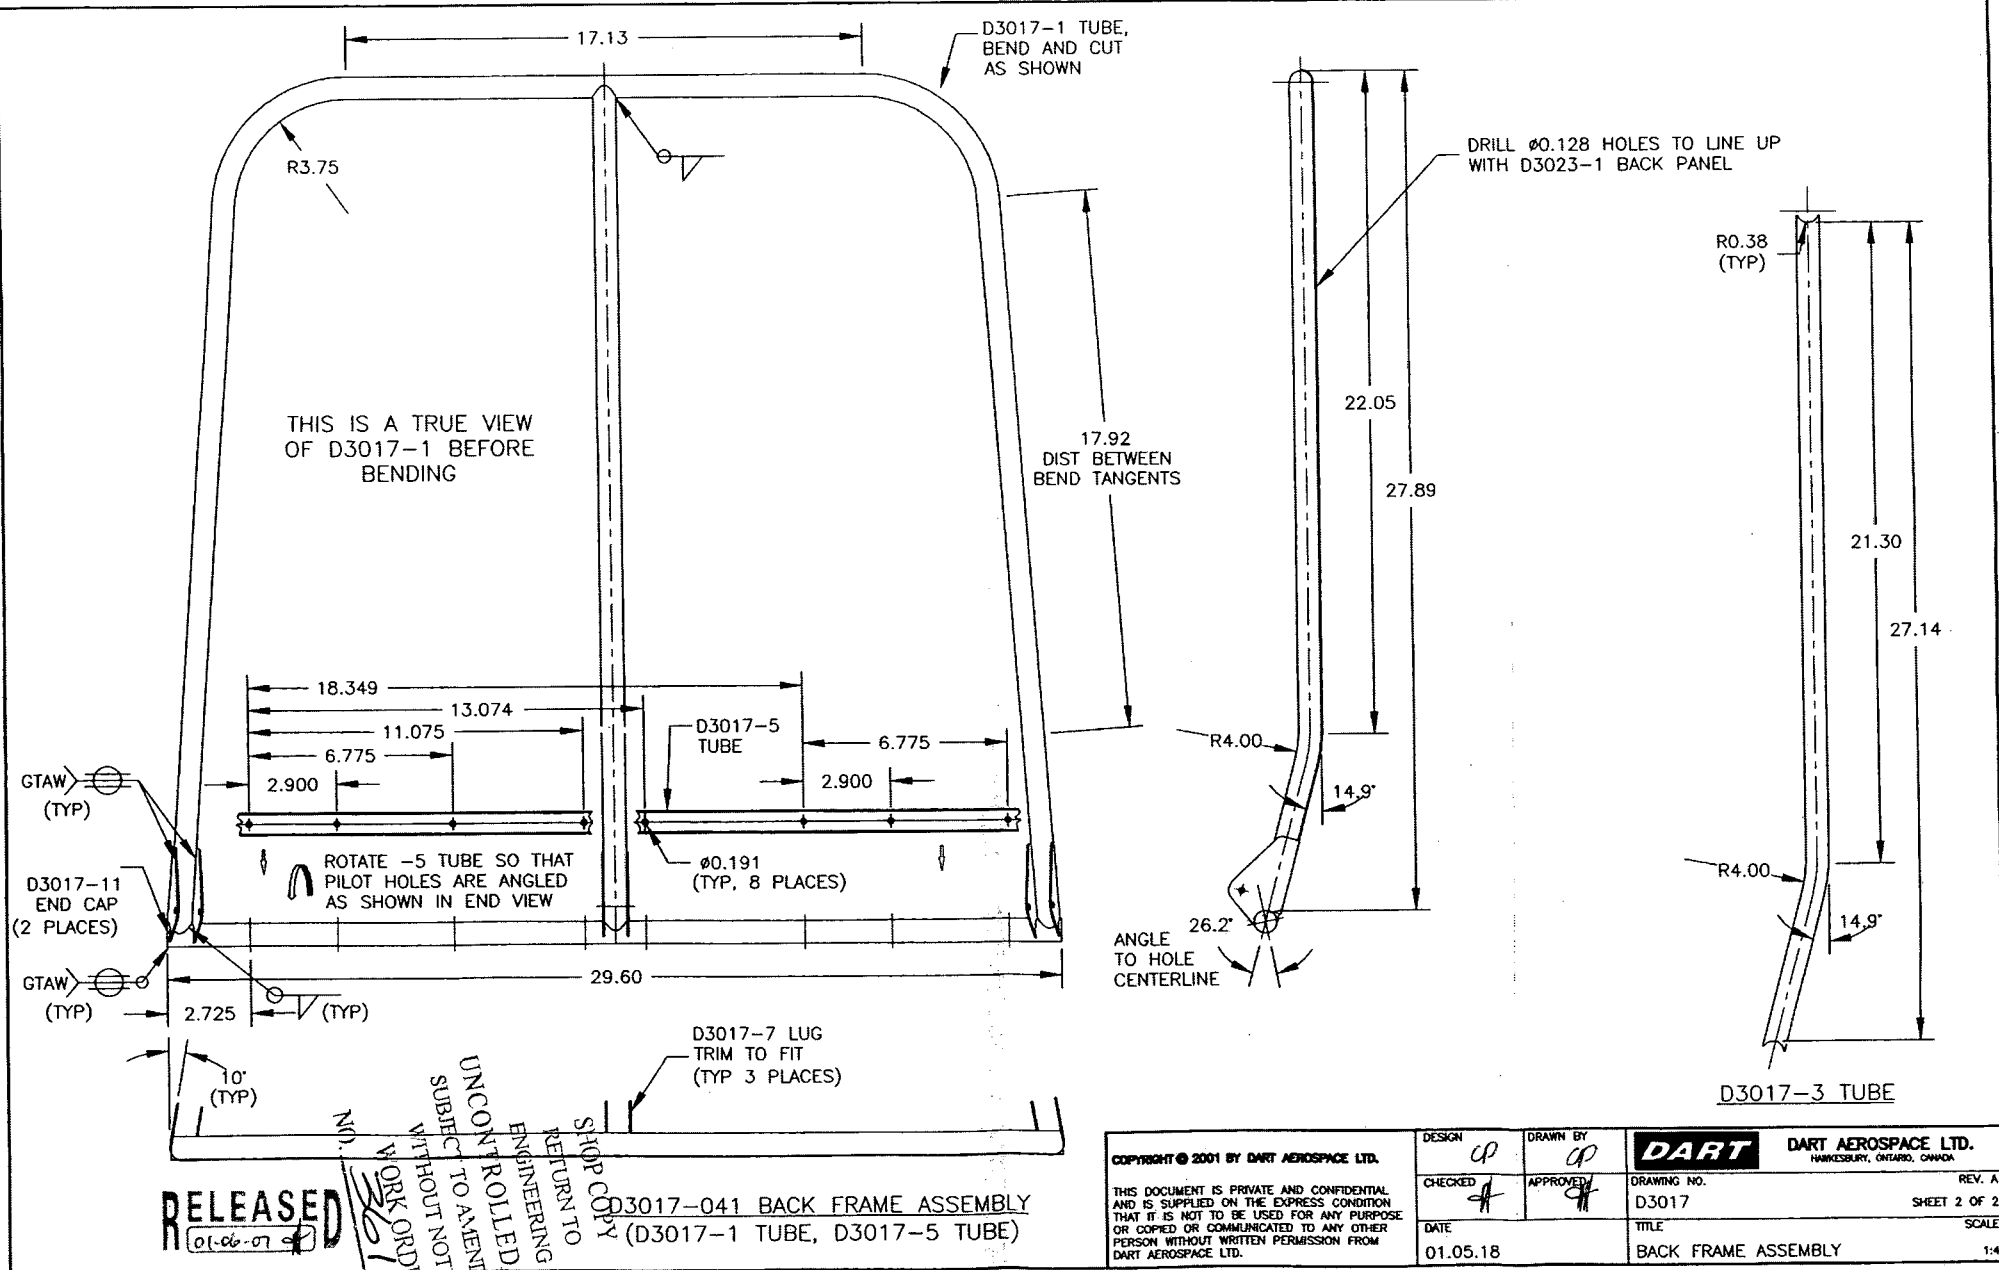 17.13
D3017-1 TUBE,
BEND AND CUT
AS SHOWN
R3.75
DRILL ø0.128 HOLES TO LINE UP
WITH D3023-1 BACK PANEL
R0.38
(TYP)
THIS IS A TRUE VIEW
OF D3017-1 BEFORE
BENDING
17.92
DIST BETWEEN
BEND TANGENTS
22.05
27.89
21.30
27.14
18.349
13.074
11.075
6.775
2.900
D3017-5
TUBE
6.775
2.900
R4.00
14.9°
R4.00
14.9°
GTAW
(TYP)
D3017-11
END CAP
(2 PLACES)
ROTATE -5 TUBE SO THAT
PILOT HOLES ARE ANGLED
AS SHOWN IN END VIEW
ø0.191
(TYP, 8 PLACES)
26.2°
ANGLE
TO HOLE
CENTERLINE
GTAW
(TYP)
29.60
2.725
(TYP)
10°
(TYP)
D3017-7 LUG
TRIM TO FIT
(TYP 3 PLACES)
D3017-3 TUBE
SHOP COPY
RETURN TO
ENGINEERING
UNCONTROLLED
SUBJECT TO AMEN
WITHOUT NOT
WORK ORD
NO.
RELEASED
01-06-07
D3017-041 BACK FRAME ASSEMBLY
(D3017-1 TUBE, D3017-5 TUBE)
COPYRIGHT © 2001 BY DART AEROSPACE LTD.
THIS DOCUMENT IS PRIVATE AND CONFIDENTIAL
AND IS SUPPLIED ON THE EXPRESS CONDITION
THAT IT IS NOT TO BE USED FOR ANY PURPOSE
OR COPIED OR COMMUNICATED TO ANY OTHER
PERSON WITHOUT WRITTEN PERMISSION FROM
DART AEROSPACE LTD.
DESIGN
CP
DRAWN BY
CP
CHECKED
APPROVED
DATE
01.05.18
DART
DART AEROSPACE LTD.
HAWKESBURY, ONTARIO, CANADA
DRAWING NO.
REV. A
D3017
SHEET 2 OF 2
TITLE
SCALE
BACK FRAME ASSEMBLY
1:4